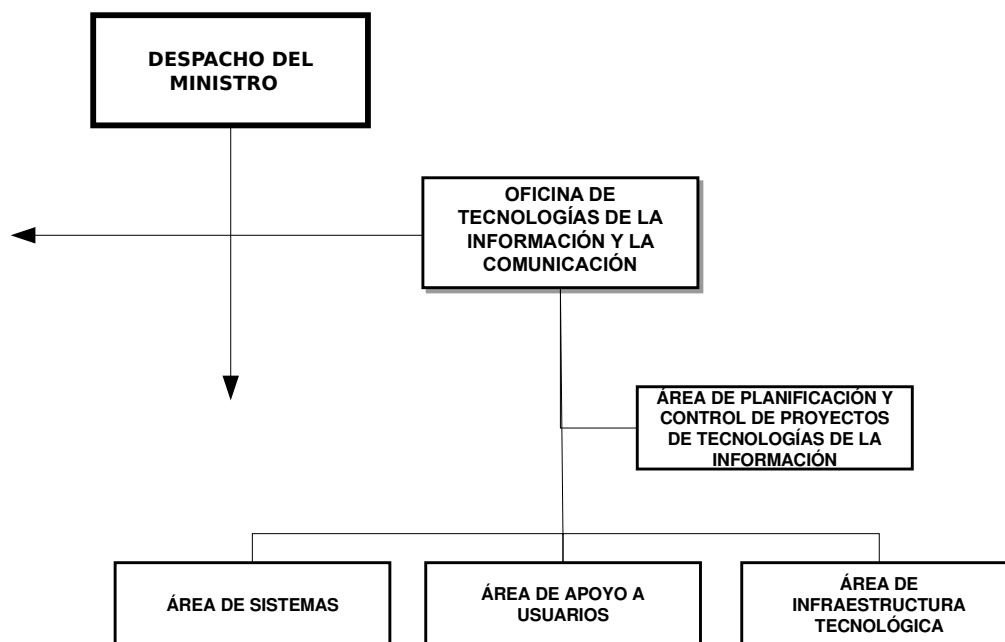 DESPACHO DEL
MINISTRO
OFICINA DE
TECNOLOGÍAS DE LA
INFORMACIÓN Y LA
COMUNICACIÓN
ÁREA DE PLANIFICACIÓN Y
CONTROL DE PROYECTOS
DE TECNOLOGÍAS DE LA
INFORMACIÓN
ÁREA DE SISTEMAS
ÁREA DE APOYO A
USUARIOS
ÁREA DE
INFRAESTRUCTURA
TECNOLÓGICA